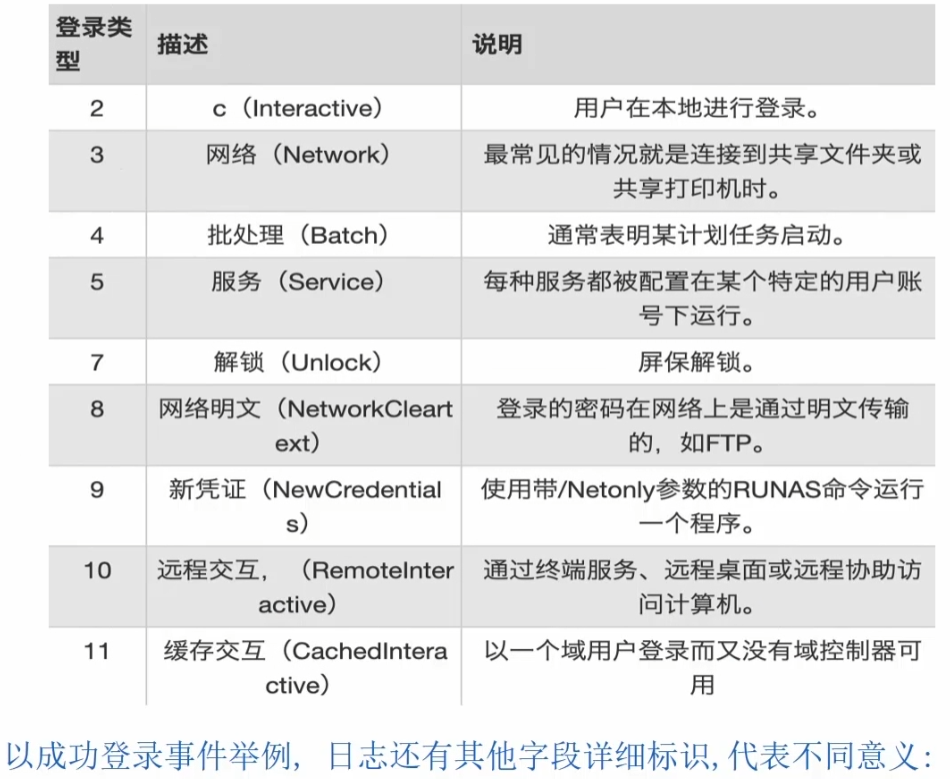 登录类型 描述 说明
2 c（Interactive） 用户在本地进行登录。
3 网络（Network） 最常见的情况就是连接到共享文件夹或
共享打印机时。
4 批处理（Batch） 通常表明某计划任务启动。
5 服务（Service） 每种服务都被配置在某个特定的用户账
号下运行。
7 解锁（Unlock） 屏保解锁。
8 网络明文（NetworkCleart 登录的密码在网络上是通过明文传输
ext） 的，如FTP。
9 新凭证（NewCredential 使用带/Netonly参数的RUNAS命令运行
s） 一个程序。
10 远程交互，（RemoteInter 通过终端服务、远程桌面或远程协助访
active） 问计算机。
11 缓存交互（CachedIntera 以一个域用户登录而又没有域控制器可
ctive） 用
以成功登录事件举例，日志还有其他字段详细标识,代表不同意义: